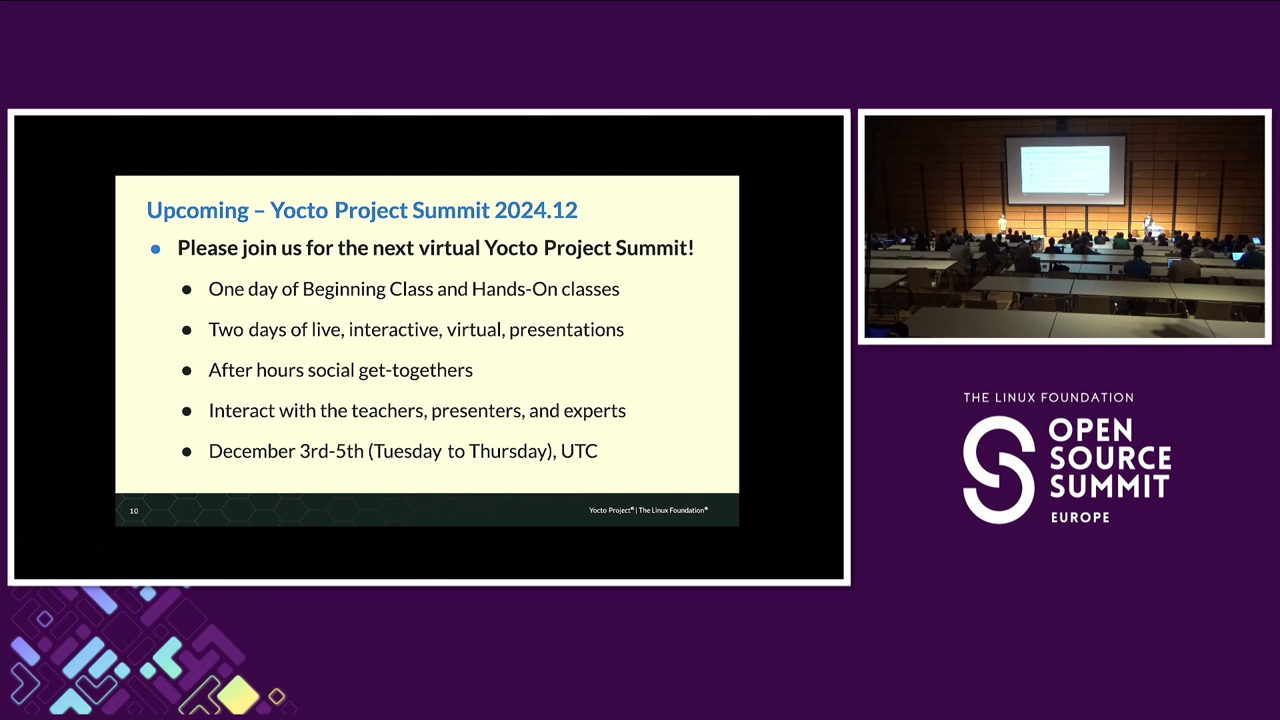 Upcoming – Yocto Project Summit 2024.12
● Please join us for the next virtual Yocto Project Summit!
● One day of Beginning Class and Hands-On classes
● Two days of live, interactive, virtual, presentations
● After hours social get-togethers
● Interact with the teachers, presenters, and experts
● December 3rd-5th (Tuesday to Thursday), UTC
10
Yocto Project® | The Linux Foundation®
THE LINUX FOUNDATION
OPEN
SOURCE
SUMMIT
EUROPE